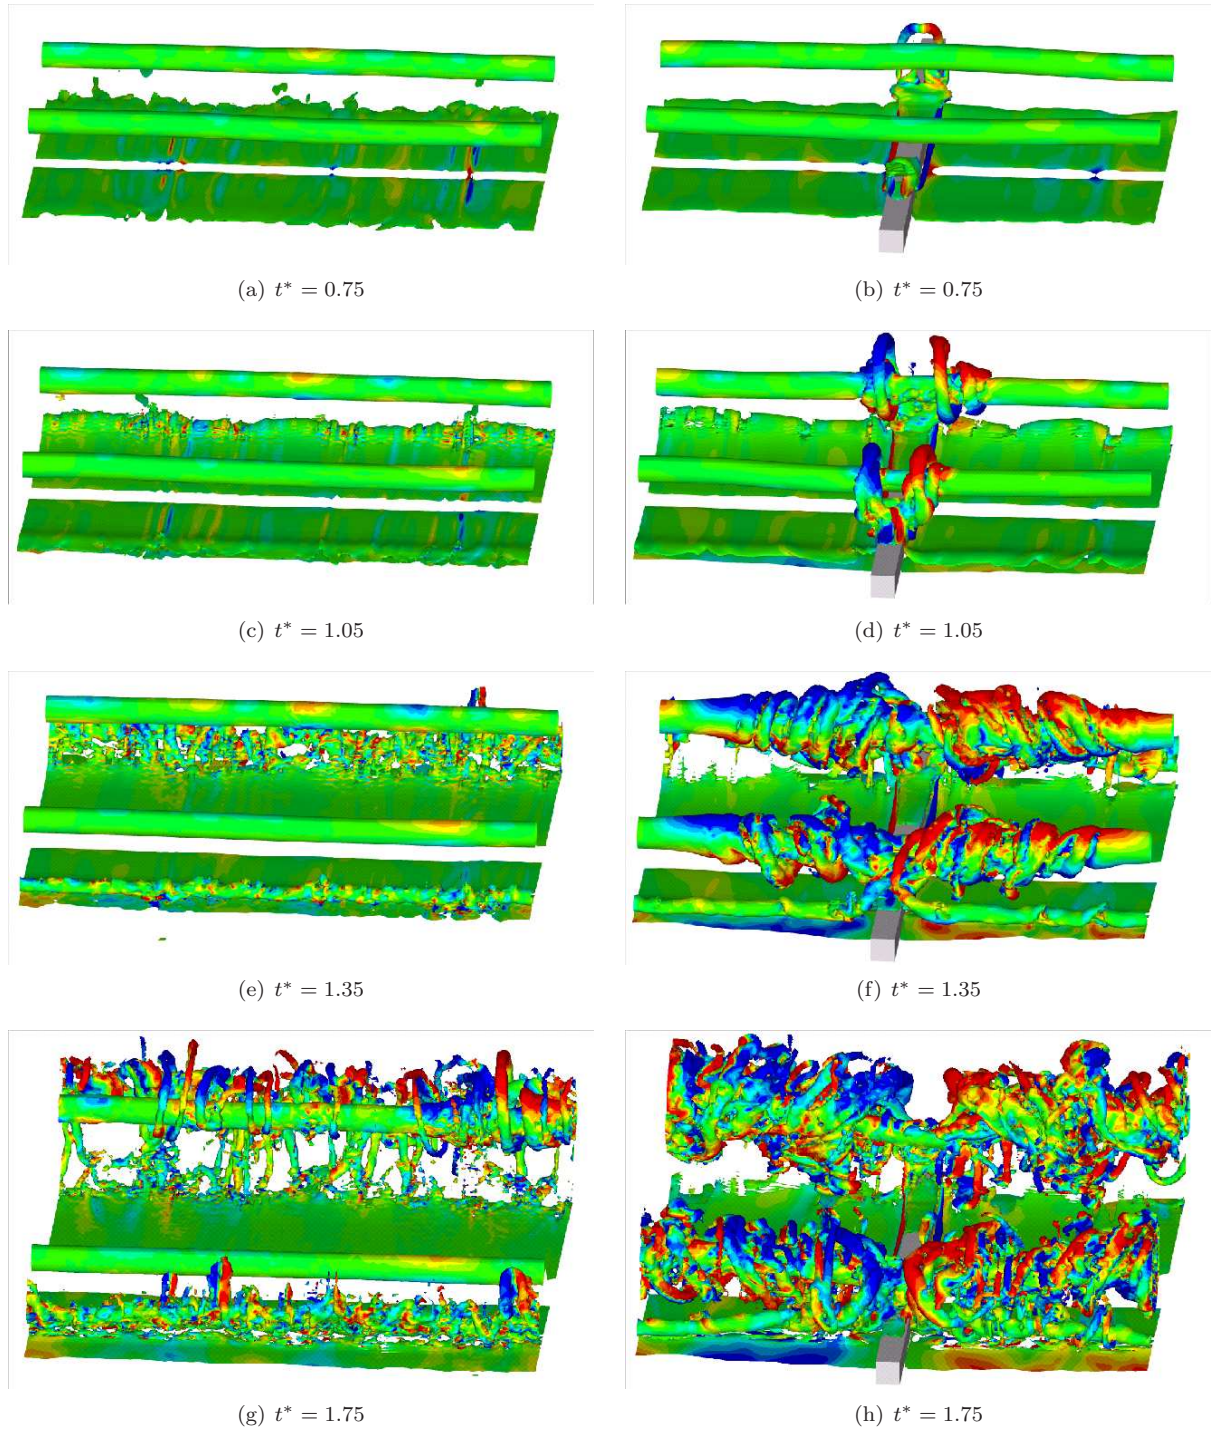 (a) t* = 0.75
(b) t* = 0.75
(c) t* = 1.05
(d) t* = 1.05
(e) t* = 1.35
(f) t* = 1.35
(g) t* = 1.75
(h) t* = 1.75